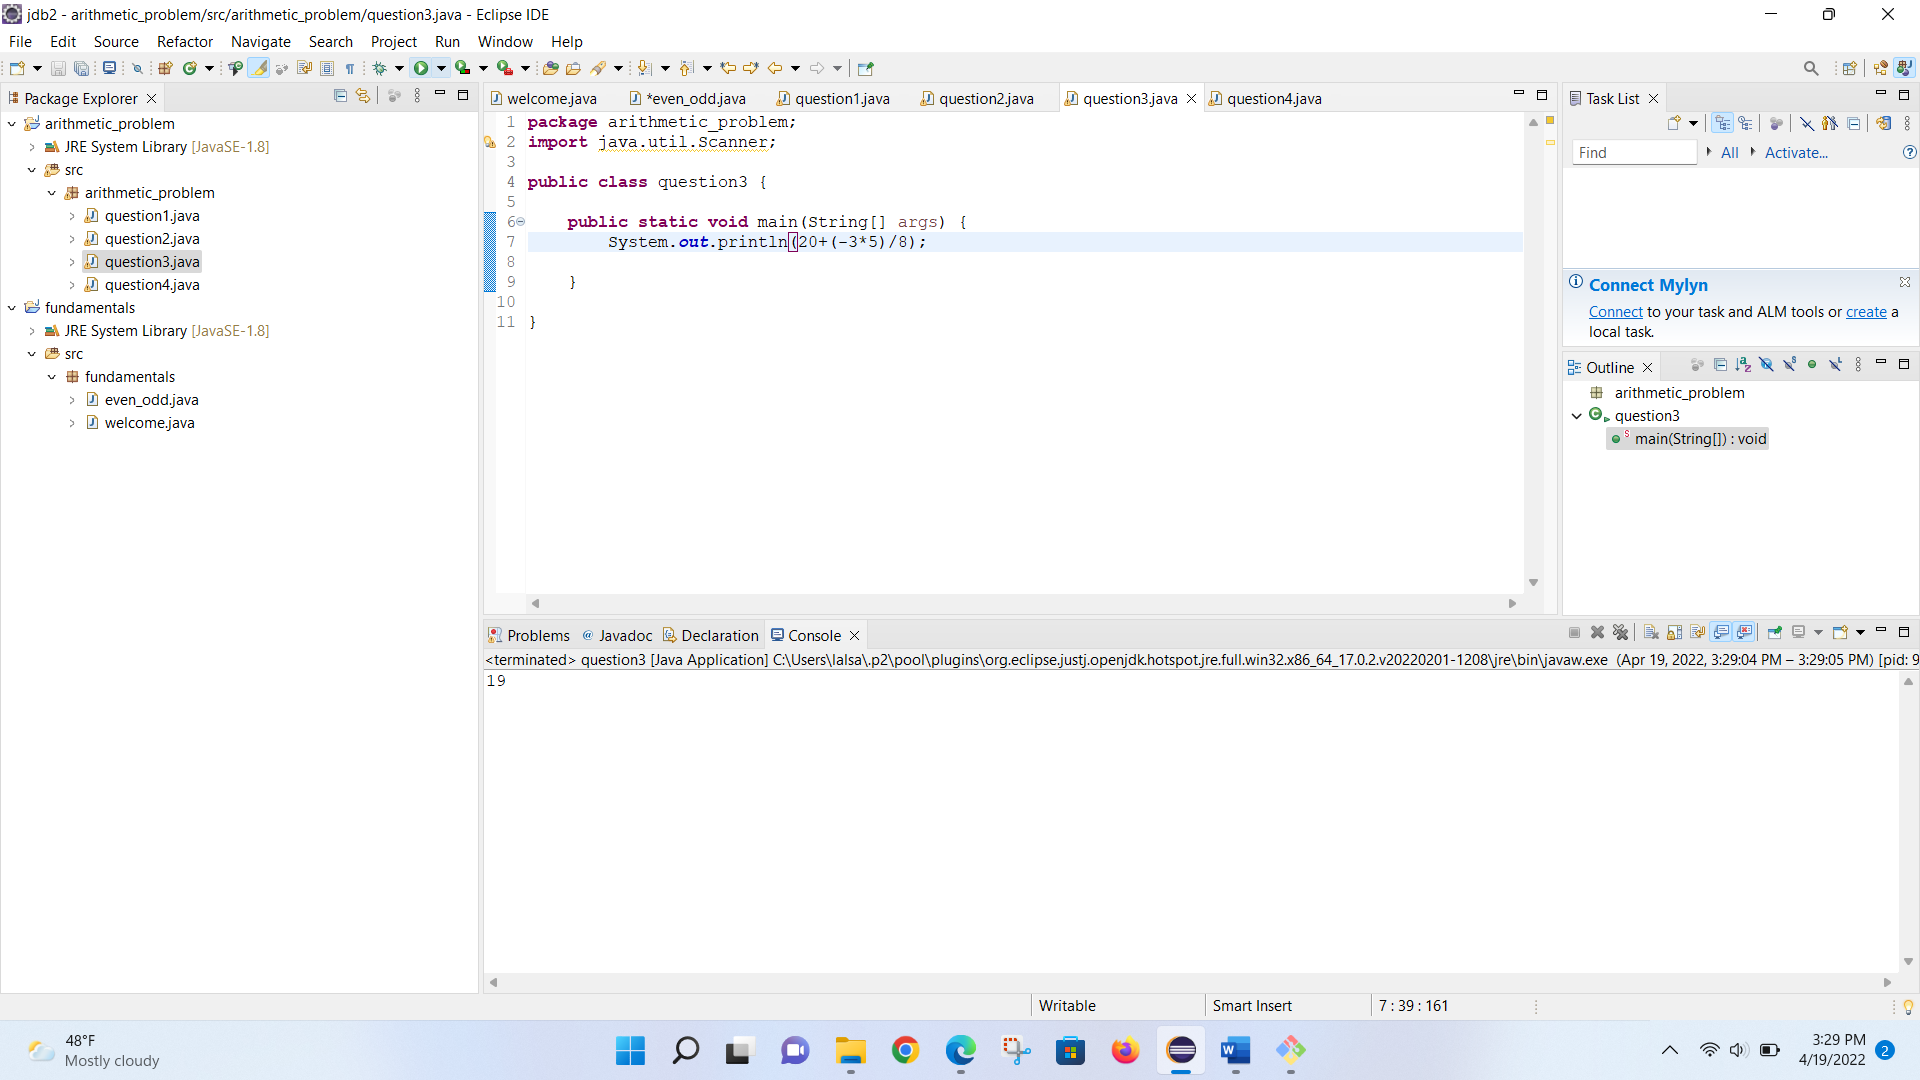 jdb2 - arithmetic_problem/src/arithmetic_problem/question3.java - Eclipse IDE
File Edit Source Refactor Navigate Search Project Run Window Help
Package Explorer
arithmetic_problem
JRE System Library [JavaSE-1.8]
src
arithmetic_problem
question1.java
question2.java
question3.java
question4.java
fundamentals
JRE System Library [JavaSE-1.8]
src
fundamentals
even_odd.java
welcome.java
welcome.java *even_odd.java question1.java question2.java question3.java question4.java
1 package arithmetic_problem;
2 import java.util.Scanner;
3
4 public class question3 {
5
6 public static void main(String[] args) {
7 System.out.println(20+(-3*5)/8);
8
9 }
10
11 }
Task List
Find All Activate...
Connect Mylyn
Connect to your task and ALM tools or create a
local task.
Outline
arithmetic_problem
question3
main(String[]) : void
Problems @ Javadoc Declaration Console
<terminated> question3 [Java Application] C:\Users\lalsa\.p2\pool\plugins\org.eclipse.justj.openjdk.hotspot.jre.full.win32.x86_64_17.0.2.v20220201-1208\jre\bin\javaw.exe (Apr 19, 2022, 3:29:04 PM – 3:29:05 PM) [pid: 9
19
Writable Smart Insert 7 : 39 : 161
48°F
Mostly cloudy
3:29 PM
4/19/2022
2